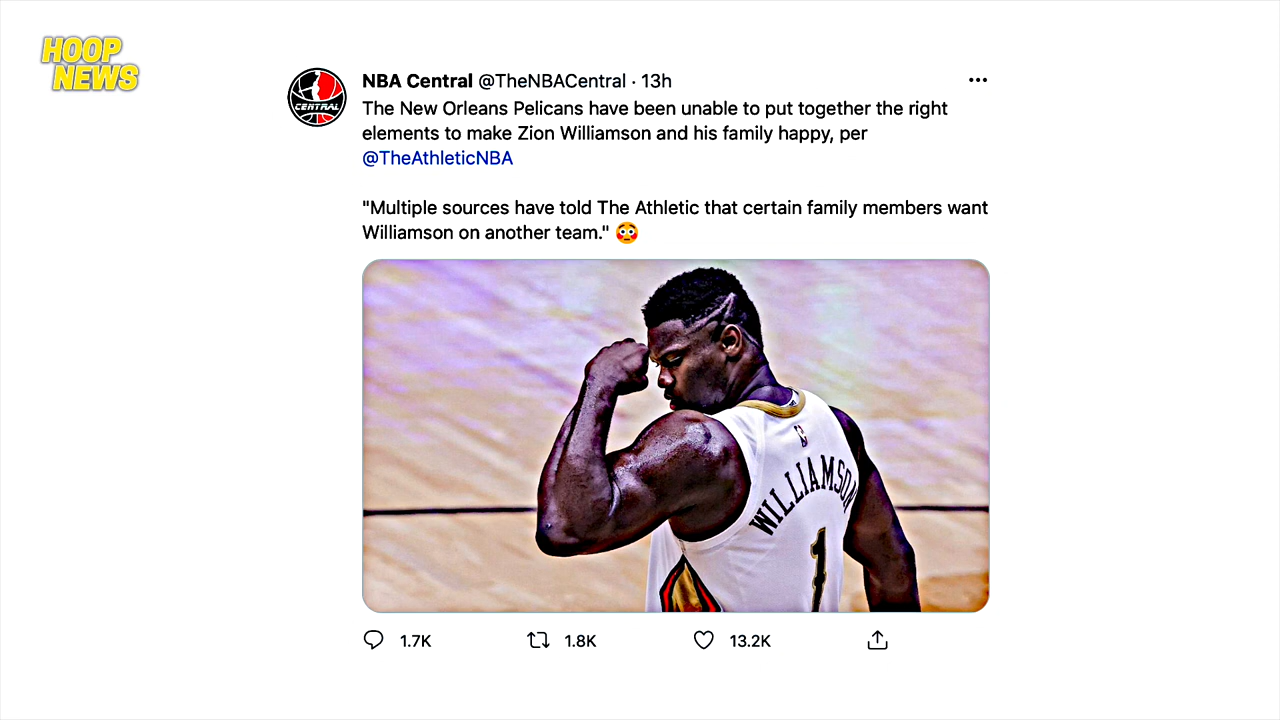 HOOP
NEWS
NBA Central @TheNBACentral · 13h
The New Orleans Pelicans have been unable to put together the right
elements to make Zion Williamson and his family happy, per
@TheAthleticNBA
"Multiple sources have told The Athletic that certain family members want
Williamson on another team." 😳
CENTRAL
WILLIAMSON
1
1.7K
1.8K
13.2K